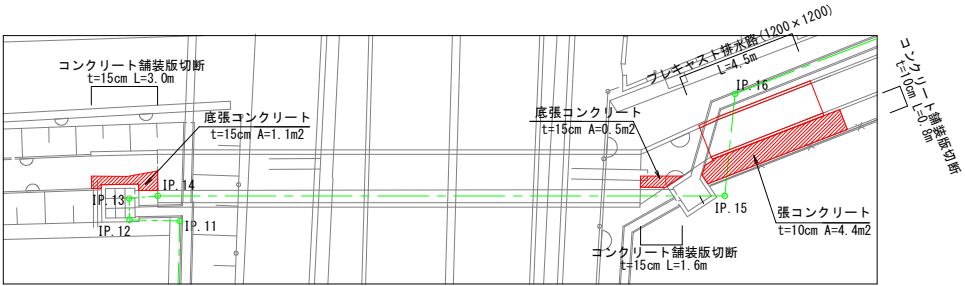 コンクリート舗装版切断
t=15cm L=3.0m
底張コンクリート
t=15cm A=1.1m2
IP.14
IP.13
IP.12
IP.11
底張コンクリート
t=15cm A=0.5m2
プレキャスト排水路(1200×1200)
L=4.5m
IP.16
コンクリート舗装版切断
t=10cm L=0.8m
IP.15
張コンクリート
t=10cm A=4.4m2
コンクリート舗装版切断
t=15cm L=1.6m